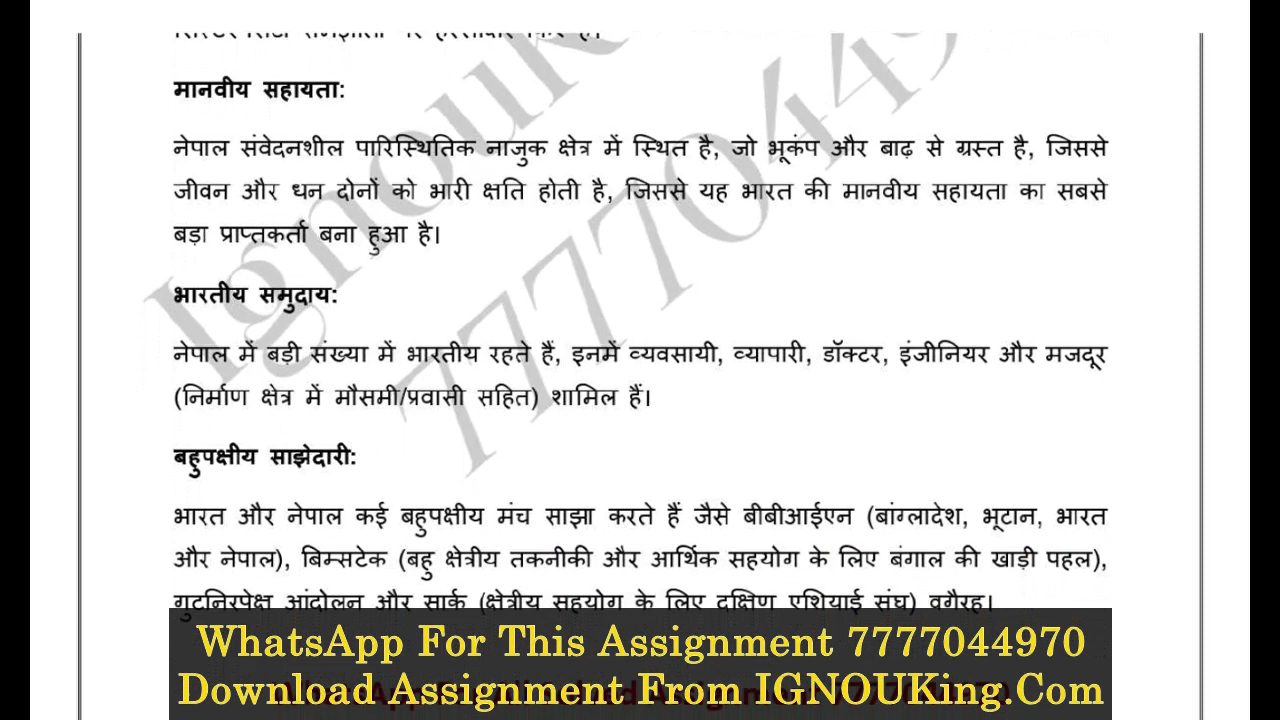 मानवीय सहायता:
नेपाल संवेदनशील पारिस्थितिक नाजुक क्षेत्र में स्थित है, जो भूकंप और बाढ़ से ग्रस्त है, जिससे
जीवन और धन दोनों को भारी क्षति होती है, जिससे यह भारत की मानवीय सहायता का सबसे
बड़ा प्राप्तकर्ता बना हुआ है।
भारतीय समुदाय:
नेपाल में बड़ी संख्या में भारतीय रहते हैं, इनमें व्यवसायी, व्यापारी, डॉक्टर, इंजीनियर और मजदूर
(निर्माण क्षेत्र में मौसमी/प्रवासी सहित) शामिल हैं।
बहुपक्षीय साझेदारी:
भारत और नेपाल कई बहुपक्षीय मंच साझा करते हैं जैसे बीबीआईएन (बांग्लादेश, भूटान, भारत
और नेपाल), बिम्सटेक (बहु क्षेत्रीय तकनीकी और आर्थिक सहयोग के लिए बंगाल की खाड़ी पहल),
गुटनिरपेक्ष आंदोलन और सार्क (क्षेत्रीय सहयोग के लिए दक्षिण एशियाई संघ) वगैरह।
WhatsApp For This Assignment 7777044970
Download Assignment From IGNOUKing.Com